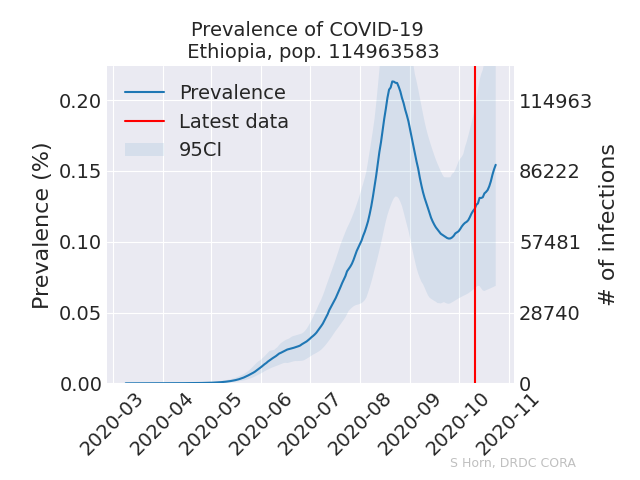 Prevalence of COVID-19
Ethiopia, pop. 114963583
Prevalence (%)
0.20
0.15
0.10
0.05
0.00
Prevalence
Latest data
95CI
114963
86222
57481
28740
0
# of infections
2020-03
2020-04
2020-05
2020-06
2020-07
2020-08
2020-09
2020-10
2020-11
S Horn, DRDC CORA